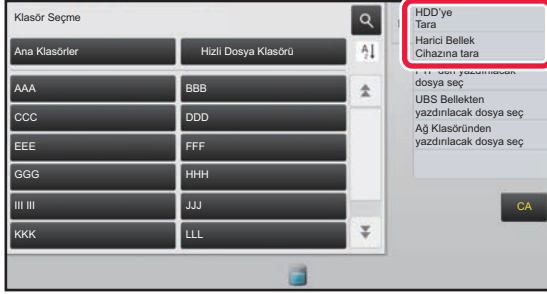 Klasör Seçme
Ana Klasörler
Hizli Dosya Klasörü
AAA
BBB
CCC
DDD
EEE
FFF
GGG
HHH
III III
JJJ
KKK
LLL
HDD'ye
Tara
Harici Bellek
Cihazına tara
dosya seç
UBS Bellekten
yazdırılacak dosya seç
Ağ Klasöründen
yazdırılacak dosya seç
CA